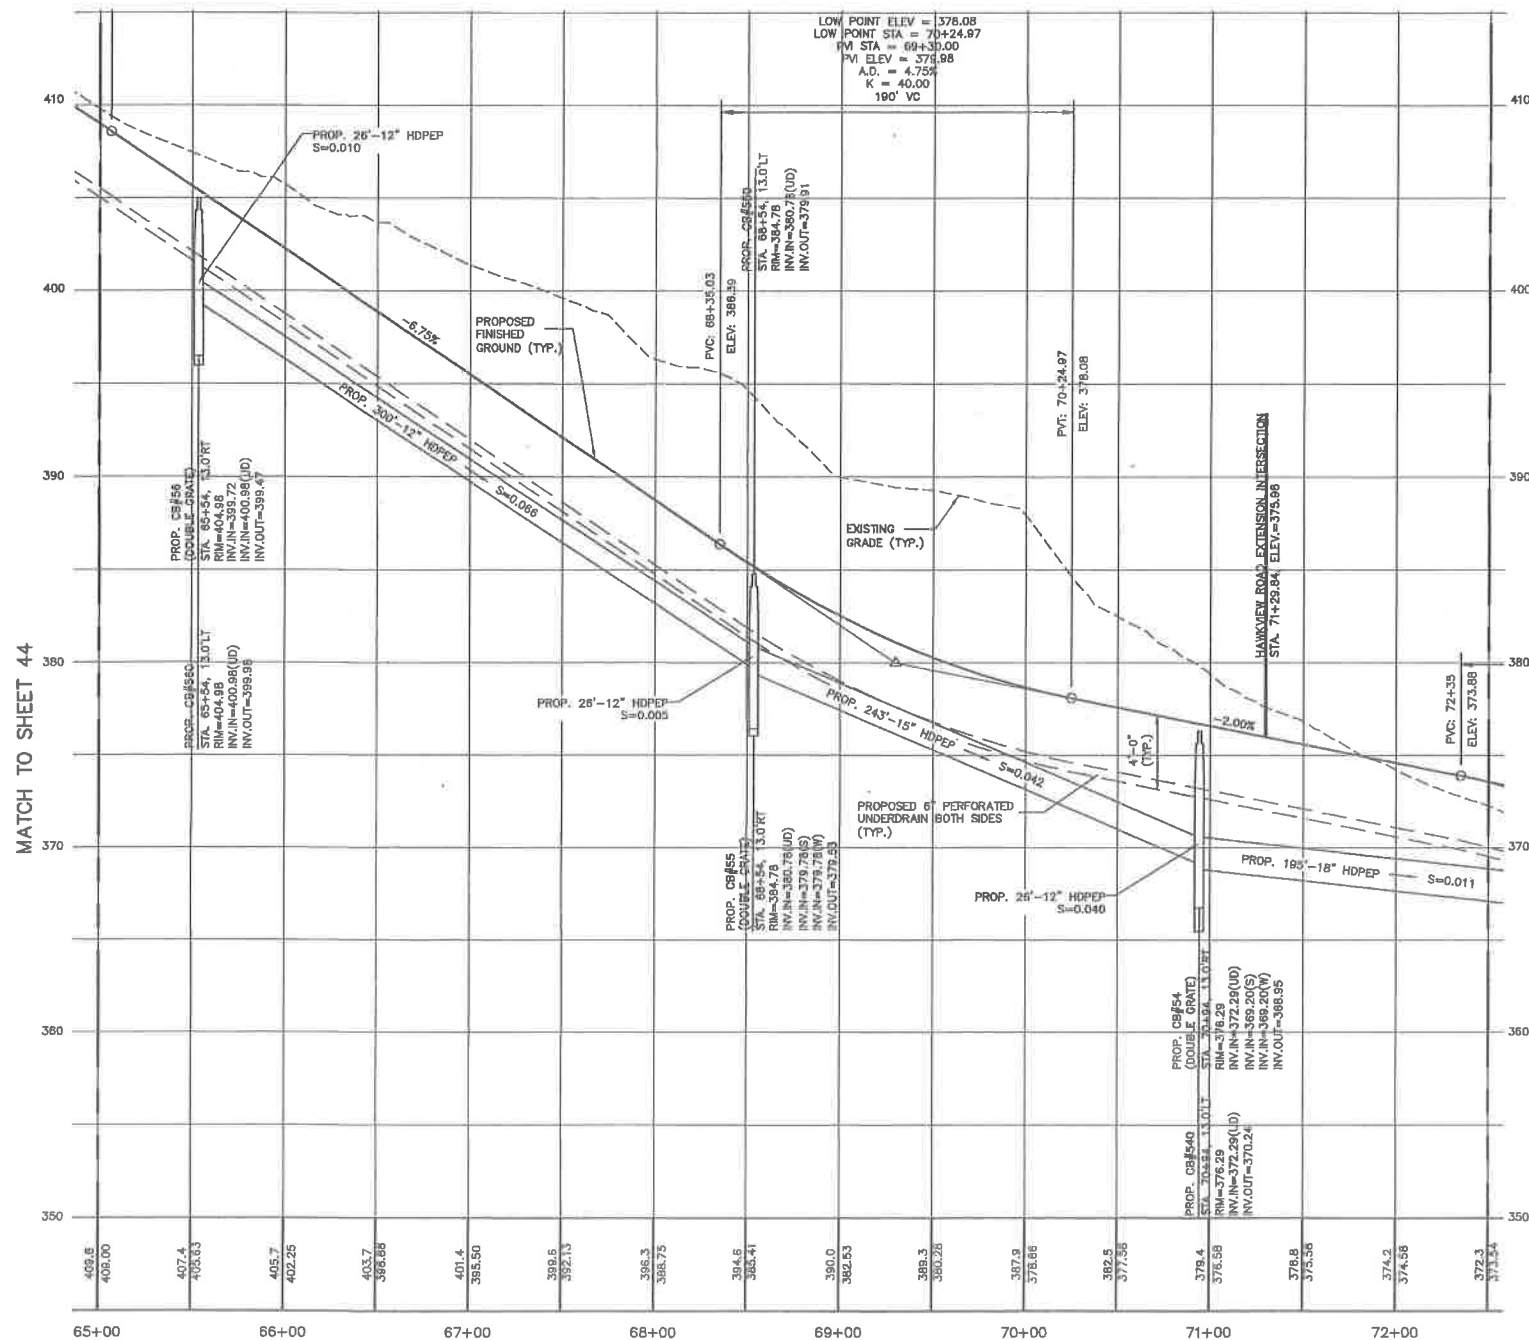 LOW POINT ELEV = 378.08
LOW POINT STA = 70+24.97
PVI STA = 69+30.00
PVI ELEV = 379.98
A.D. = 4.75%
K = 40.00
190' VC
410
410
PROP. 26'-12" HDPEP
S=0.010
PROP. CB#550
STA. 68+54, 13.0'LT
RIM=384.78
INV.IN=380.78(UD)
INV.OUT=379.91
400
400
PVC: 68+35.03
ELEV: 386.39
-6.75%
PROPOSED
FINISHED
GROUND (TYP.)
PVT: 70+24.97
ELEV: 378.08
PROP. 300'-12" HDPEP
S=0.066
HAWKVIEW ROAD EXTENSION INTERSECTION
STA. 71+29.84, ELEV.=375.98
390
390
PROP. CB#56
(DOUBLE GRATE)
STA. 65+54, 13.0'RT
RIM=404.98
INV.IN=399.72
INV.IN=400.98(UD)
INV.OUT=399.47
EXISTING
GRADE (TYP.)
MATCH TO SHEET 44
PROP. CB#560
STA. 65+54, 13.0'LT
RIM=404.98
INV.IN=400.98(UD)
INV.OUT=399.98
380
380
PROP. 26'-12" HDPEP
S=0.005
PROP. 243'-15" HDPEP
S=0.042
4'-0"
(TYP.)
-2.00%
PVC: 72+35
ELEV: 373.88
PROPOSED 6" PERFORATED
UNDERDRAIN BOTH SIDES
(TYP.)
PROP. CB#55
(DOUBLE GRATE)
STA. 68+54, 13.0'RT
RIM=384.78
INV.IN=380.78(UD)
INV.IN=379.78(S)
INV.IN=379.78(W)
INV.OUT=379.53
370
370
PROP. 195'-18" HDPEP
S=0.011
PROP. 26'-12" HDPEP
S=0.040
PROP. CB#54
(DOUBLE GRATE)
STA. 70+94, 13.0'RT
RIM=376.29
INV.IN=372.29(UD)
INV.IN=369.20(S)
INV.IN=369.20(W)
INV.OUT=368.95
360
360
PROP. CB#540
STA. 70+94, 13.0'LT
RIM=376.29
INV.IN=372.29(UD)
INV.OUT=370.24
350
350
409.6
409.00
407.4
405.63
405.7
402.25
403.7
398.88
401.4
395.50
399.6
392.13
396.3
388.75
394.6
385.41
390.0
382.53
389.3
380.28
387.9
378.66
382.5
377.58
379.4
376.58
378.8
375.58
374.2
374.58
372.3
373.54
65+00
66+00
67+00
68+00
69+00
70+00
71+00
72+00